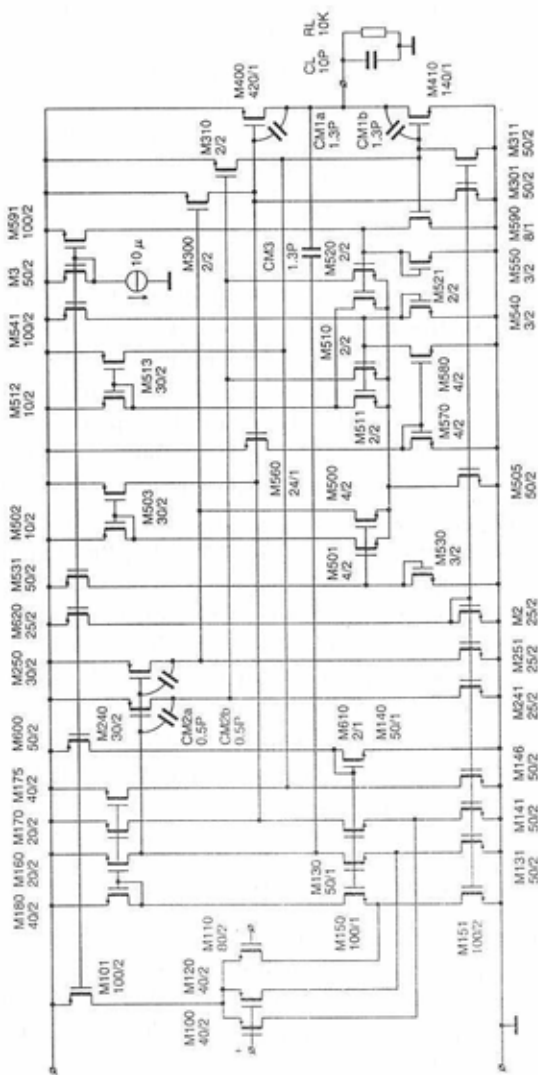 M180
40/2
M160
20/2
M170
20/2
M175
40/2
M600
50/2
M250
30/2
M620
25/2
M531
50/2
M502
10/2
M512
10/2
M541
100/2
M3
50/2
M591
100/2
M101
100/2
M240
30/2
M503
30/2
M513
30/2
10 μ
M310
2/2
M400
420/1
M300
2/2
CM2a
0.5P
CM2b
0.5P
CL
10P
RL
10K
CM1a
1.3P
CM1b
1.3P
CM3
1.3P
M100
40/2
M120
40/2
M110
80/2
M150
100/1
M130
50/1
M610
2/1
M140
50/1
M560
24/1
M501
4/2
M500
4/2
M511
2/2
M510
2/2
M520
2/2
M410
140/1
M530
3/2
M570
4/2
M580
4/2
M521
2/2
M151
100/2
M131
50/2
M141
50/2
M146
50/2
M241
25/2
M251
25/2
M2
25/2
M505
50/2
M540
3/2
M550
3/2
M590
8/1
M301
50/2
M311
50/2